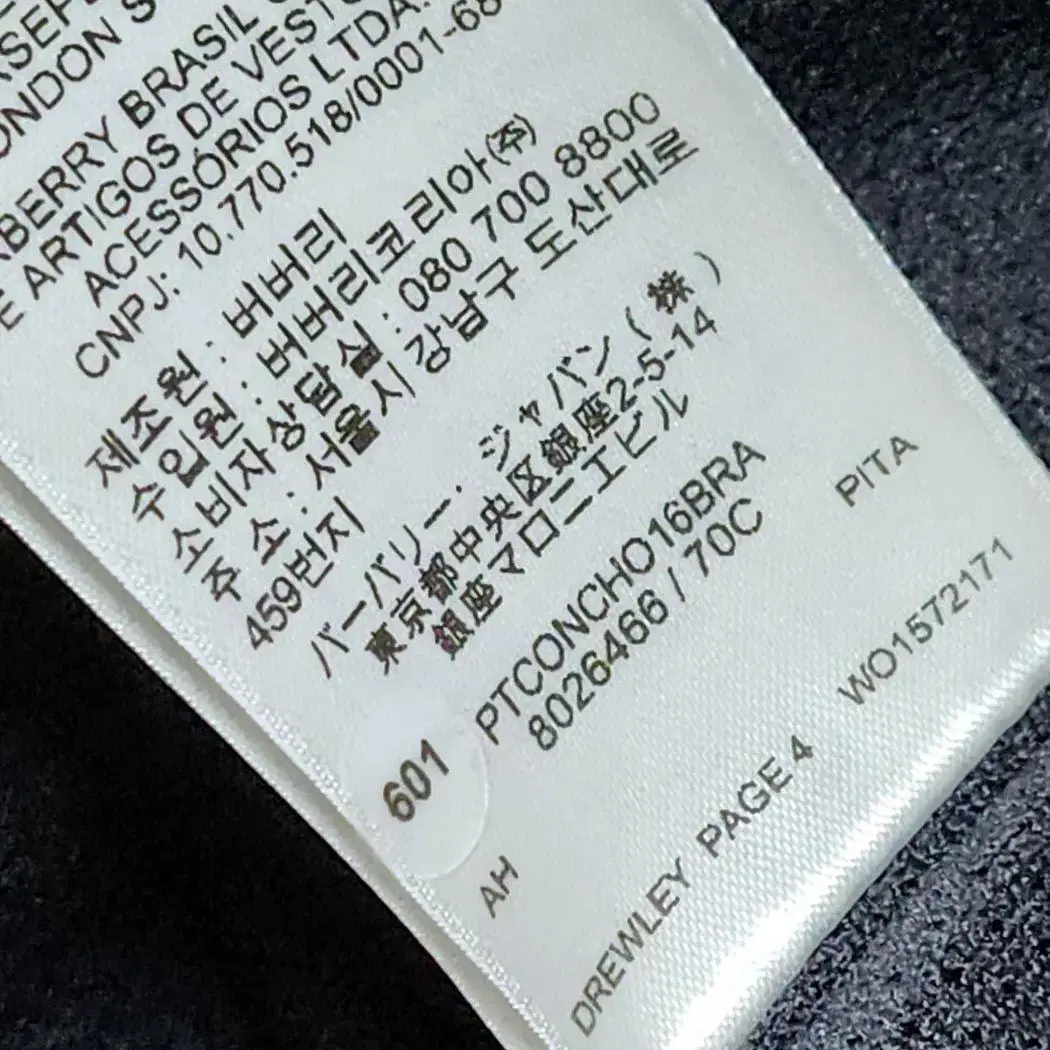 ONDON S
BERRY BRASIL
E ARTIGOS DE VEST
ACESSÓRIOS LTDA.
CNPJ: 10.770.518/0001-68
제조원 : 버버리
수입원 : 버버리코리아(주)
소비자상담실 : 080 700 8800
주 소 : 서울시 강남구 도산대로
459번지
バーバリー. ジャパン ( 株 )
東京都中央区銀座2-5-14
銀座マロニエビル
PTCONCHO16BRA PITA
8026466 / 70C
601 WO1572171
AH
DREWLEY PAGE 4